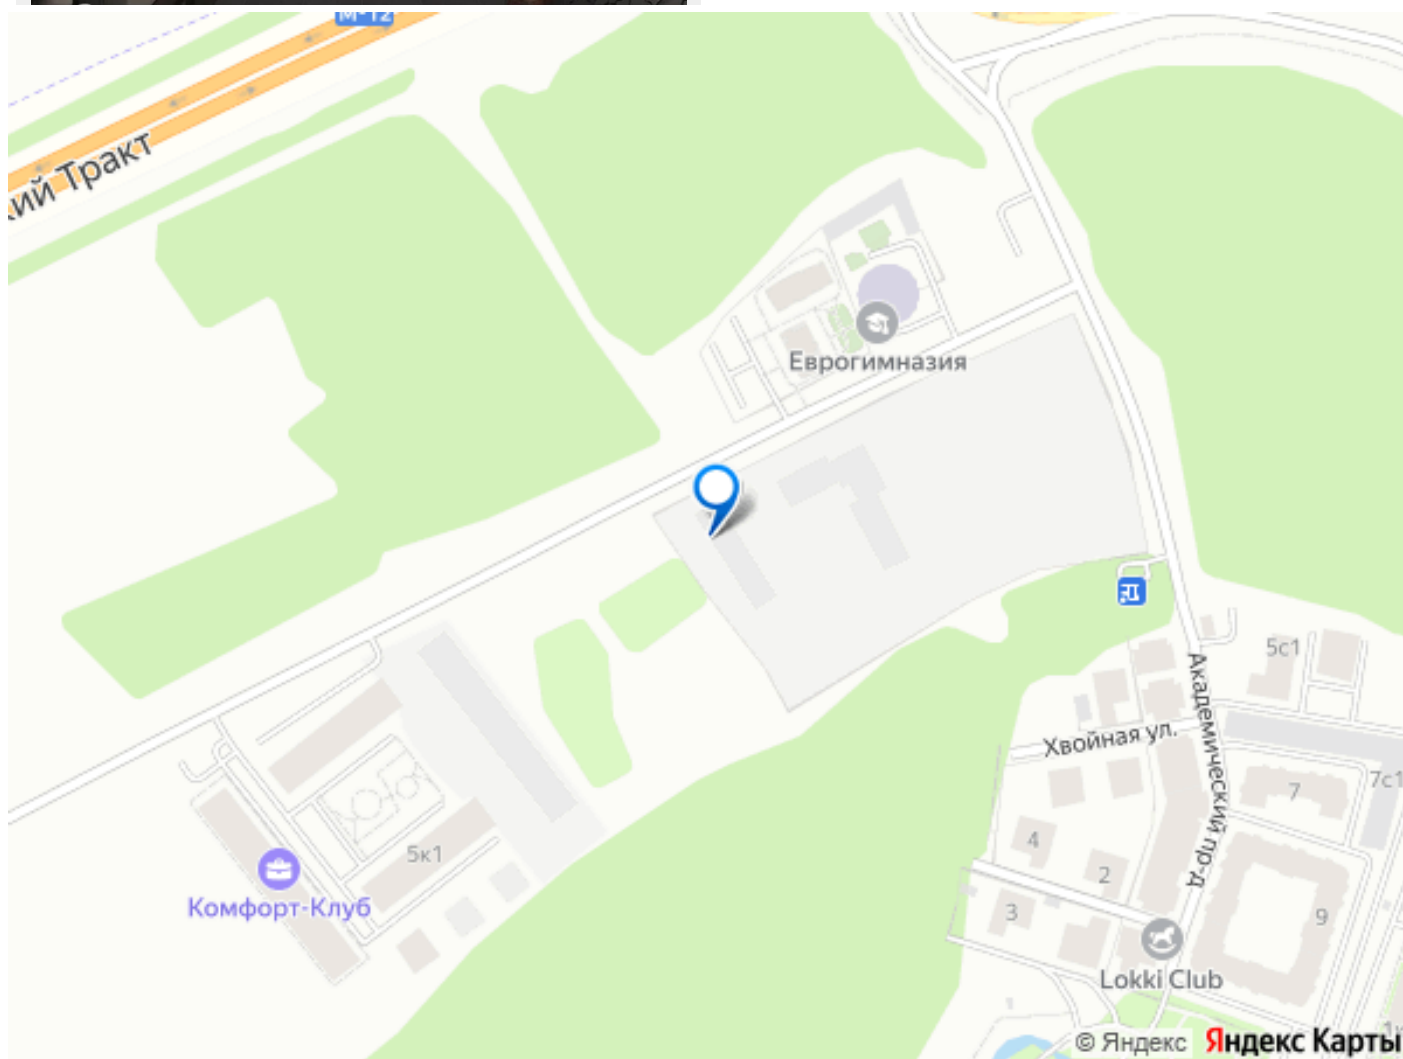 М-12
кий Тракт
Еврогимназия
5с1
Академический пр-д
Хвойная ул.
7с1
7
4
5к1
2
Комфорт-Клуб
3
9
Lokki Club
© Яндекс Яндекс Карты